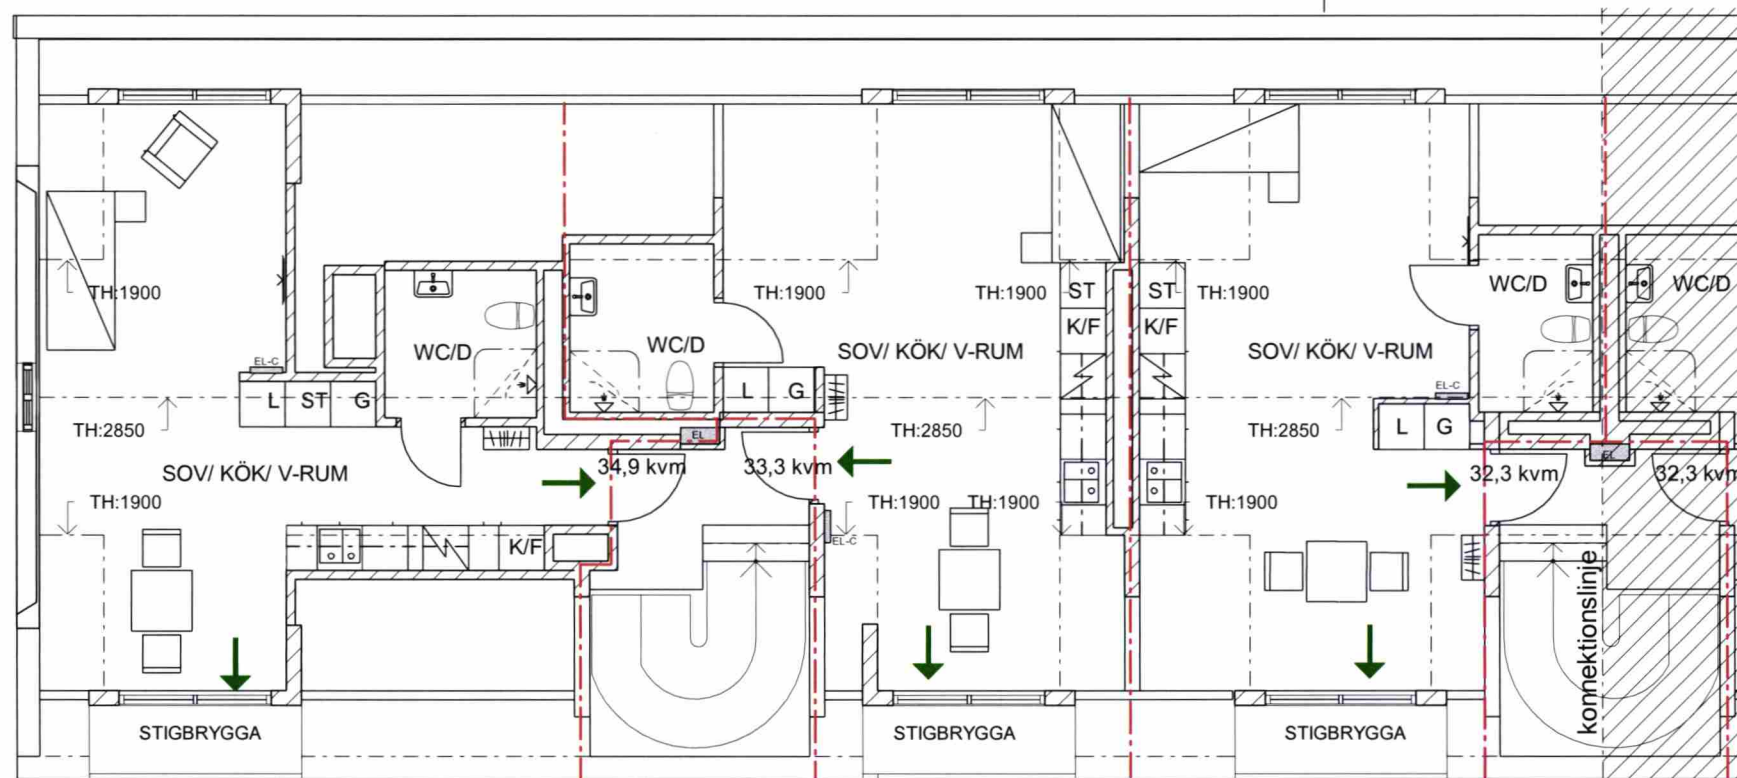 TH:1900
TH:1900
TH:1900
ST
ST
TH:1900
WC/D
WC/D
K/F
K/F
EL-C
WC/D
WC/D
SOV/ KÖK/ V-RUM
SOV/ KÖK/ V-RUM
EL-C
L ST G
L G
L G
TH:2850
TH:2850
TH:2850
EL
EL
SOV/ KÖK/ V-RUM
34,9 kvm
33,3 kvm
32,3 kvm
32,3 kvm
TH:1900
TH:1900
TH:1900
TH:1900
K/F
EL-C
konnektionslinje
STIGBRYGGA
STIGBRYGGA
STIGBRYGGA